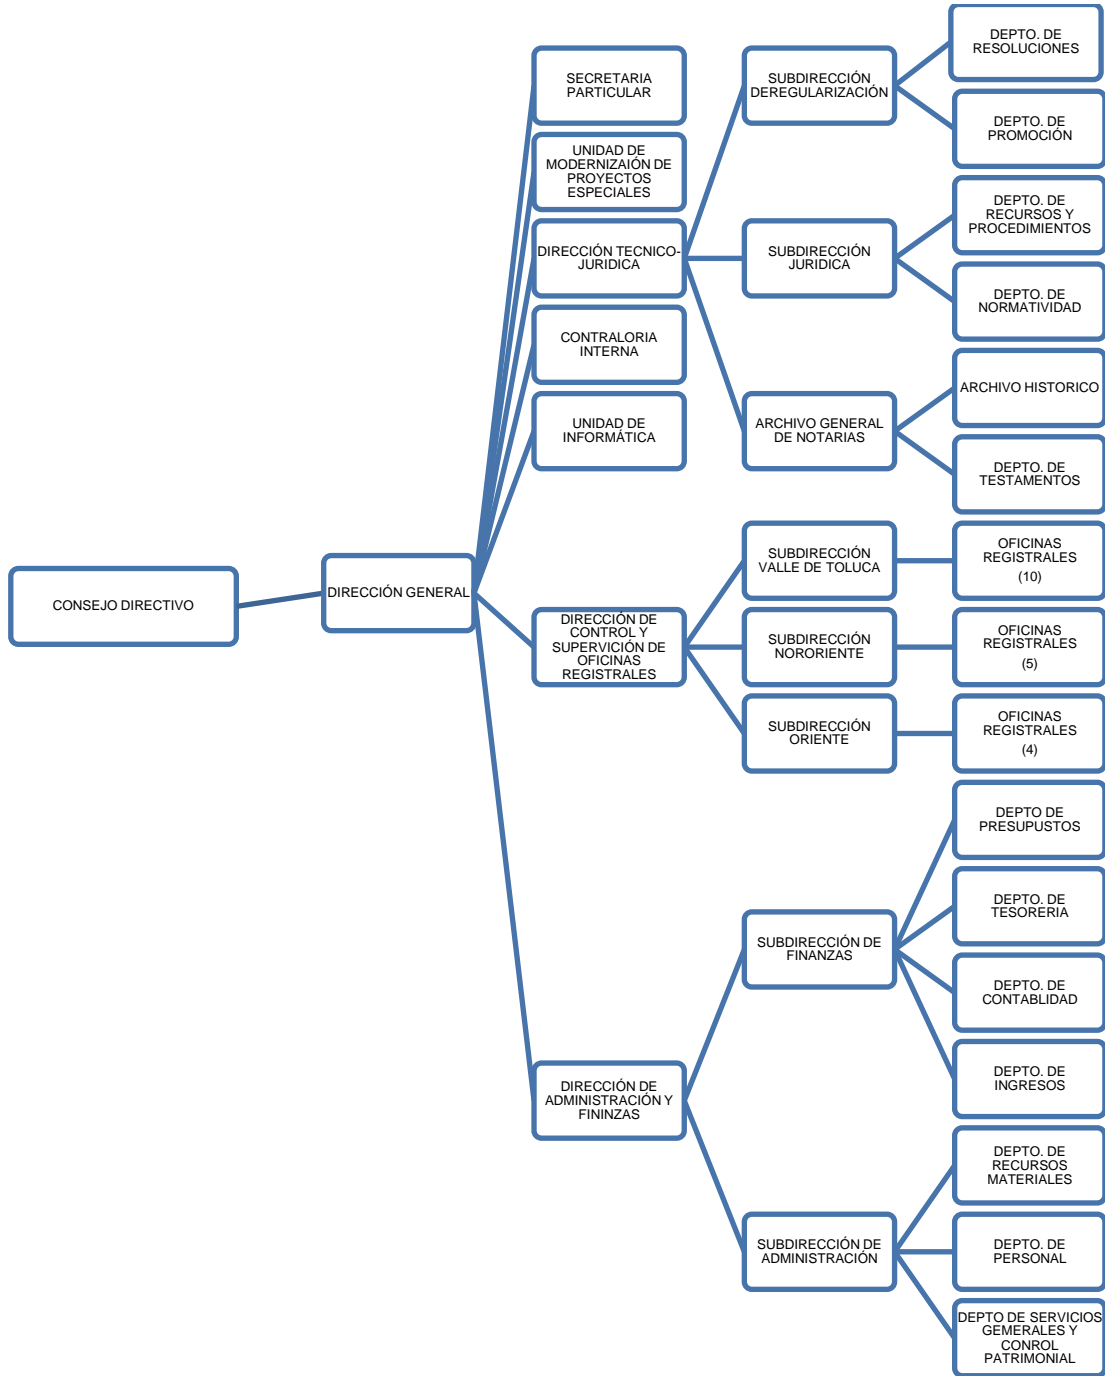 CONSEJO DIRECTIVO
DIRECCIÓN GENERAL
SECRETARIA
PARTICULAR
UNIDAD DE
MODERNIZAIÓN DE
PROYECTOS
ESPECIALES
DIRECCIÓN TECNICO-
JURIDICA
SUBDIRECCIÓN
DEREGULARIZACIÓN
DEPTO. DE
RESOLUCIONES
DEPTO. DE
PROMOCIÓN
SUBDIRECCIÓN
JURIDICA
DEPTO. DE
RECURSOS Y
PROCEDIMIENTOS
DEPTO. DE
NORMATIVIDAD
ARCHIVO GENERAL
DE NOTARIAS
ARCHIVO HISTORICO
DEPTO. DE
TESTAMENTOS
CONTRALORIA
INTERNA
UNIDAD DE
INFORMÁTICA
DIRECCIÓN DE
CONTROL Y
SUPERVICIÓN DE
OFICINAS
REGISTRALES
SUBDIRECCIÓN
VALLE DE TOLUCA
OFICINAS
REGISTRALES
(10)
SUBDIRECCIÓN
NORORIENTE
OFICINAS
REGISTRALES
(5)
SUBDIRECCIÓN
ORIENTE
OFICINAS
REGISTRALES
(4)
DIRECCIÓN DE
ADMINISTRACIÓN Y
FININZAS
SUBDIRECCIÓN DE
FINANZAS
DEPTO DE
PRESUPUSTOS
DEPTO. DE
TESORERIA
DEPTO. DE
CONTABLIDAD
DEPTO. DE
INGRESOS
SUBDIRECCIÓN DE
ADMINISTRACIÓN
DEPTO. DE
RECURSOS
MATERIALES
DEPTO. DE
PERSONAL
DEPTO DE SERVICIOS
GEMERALES Y
CONROL
PATRIMONIAL